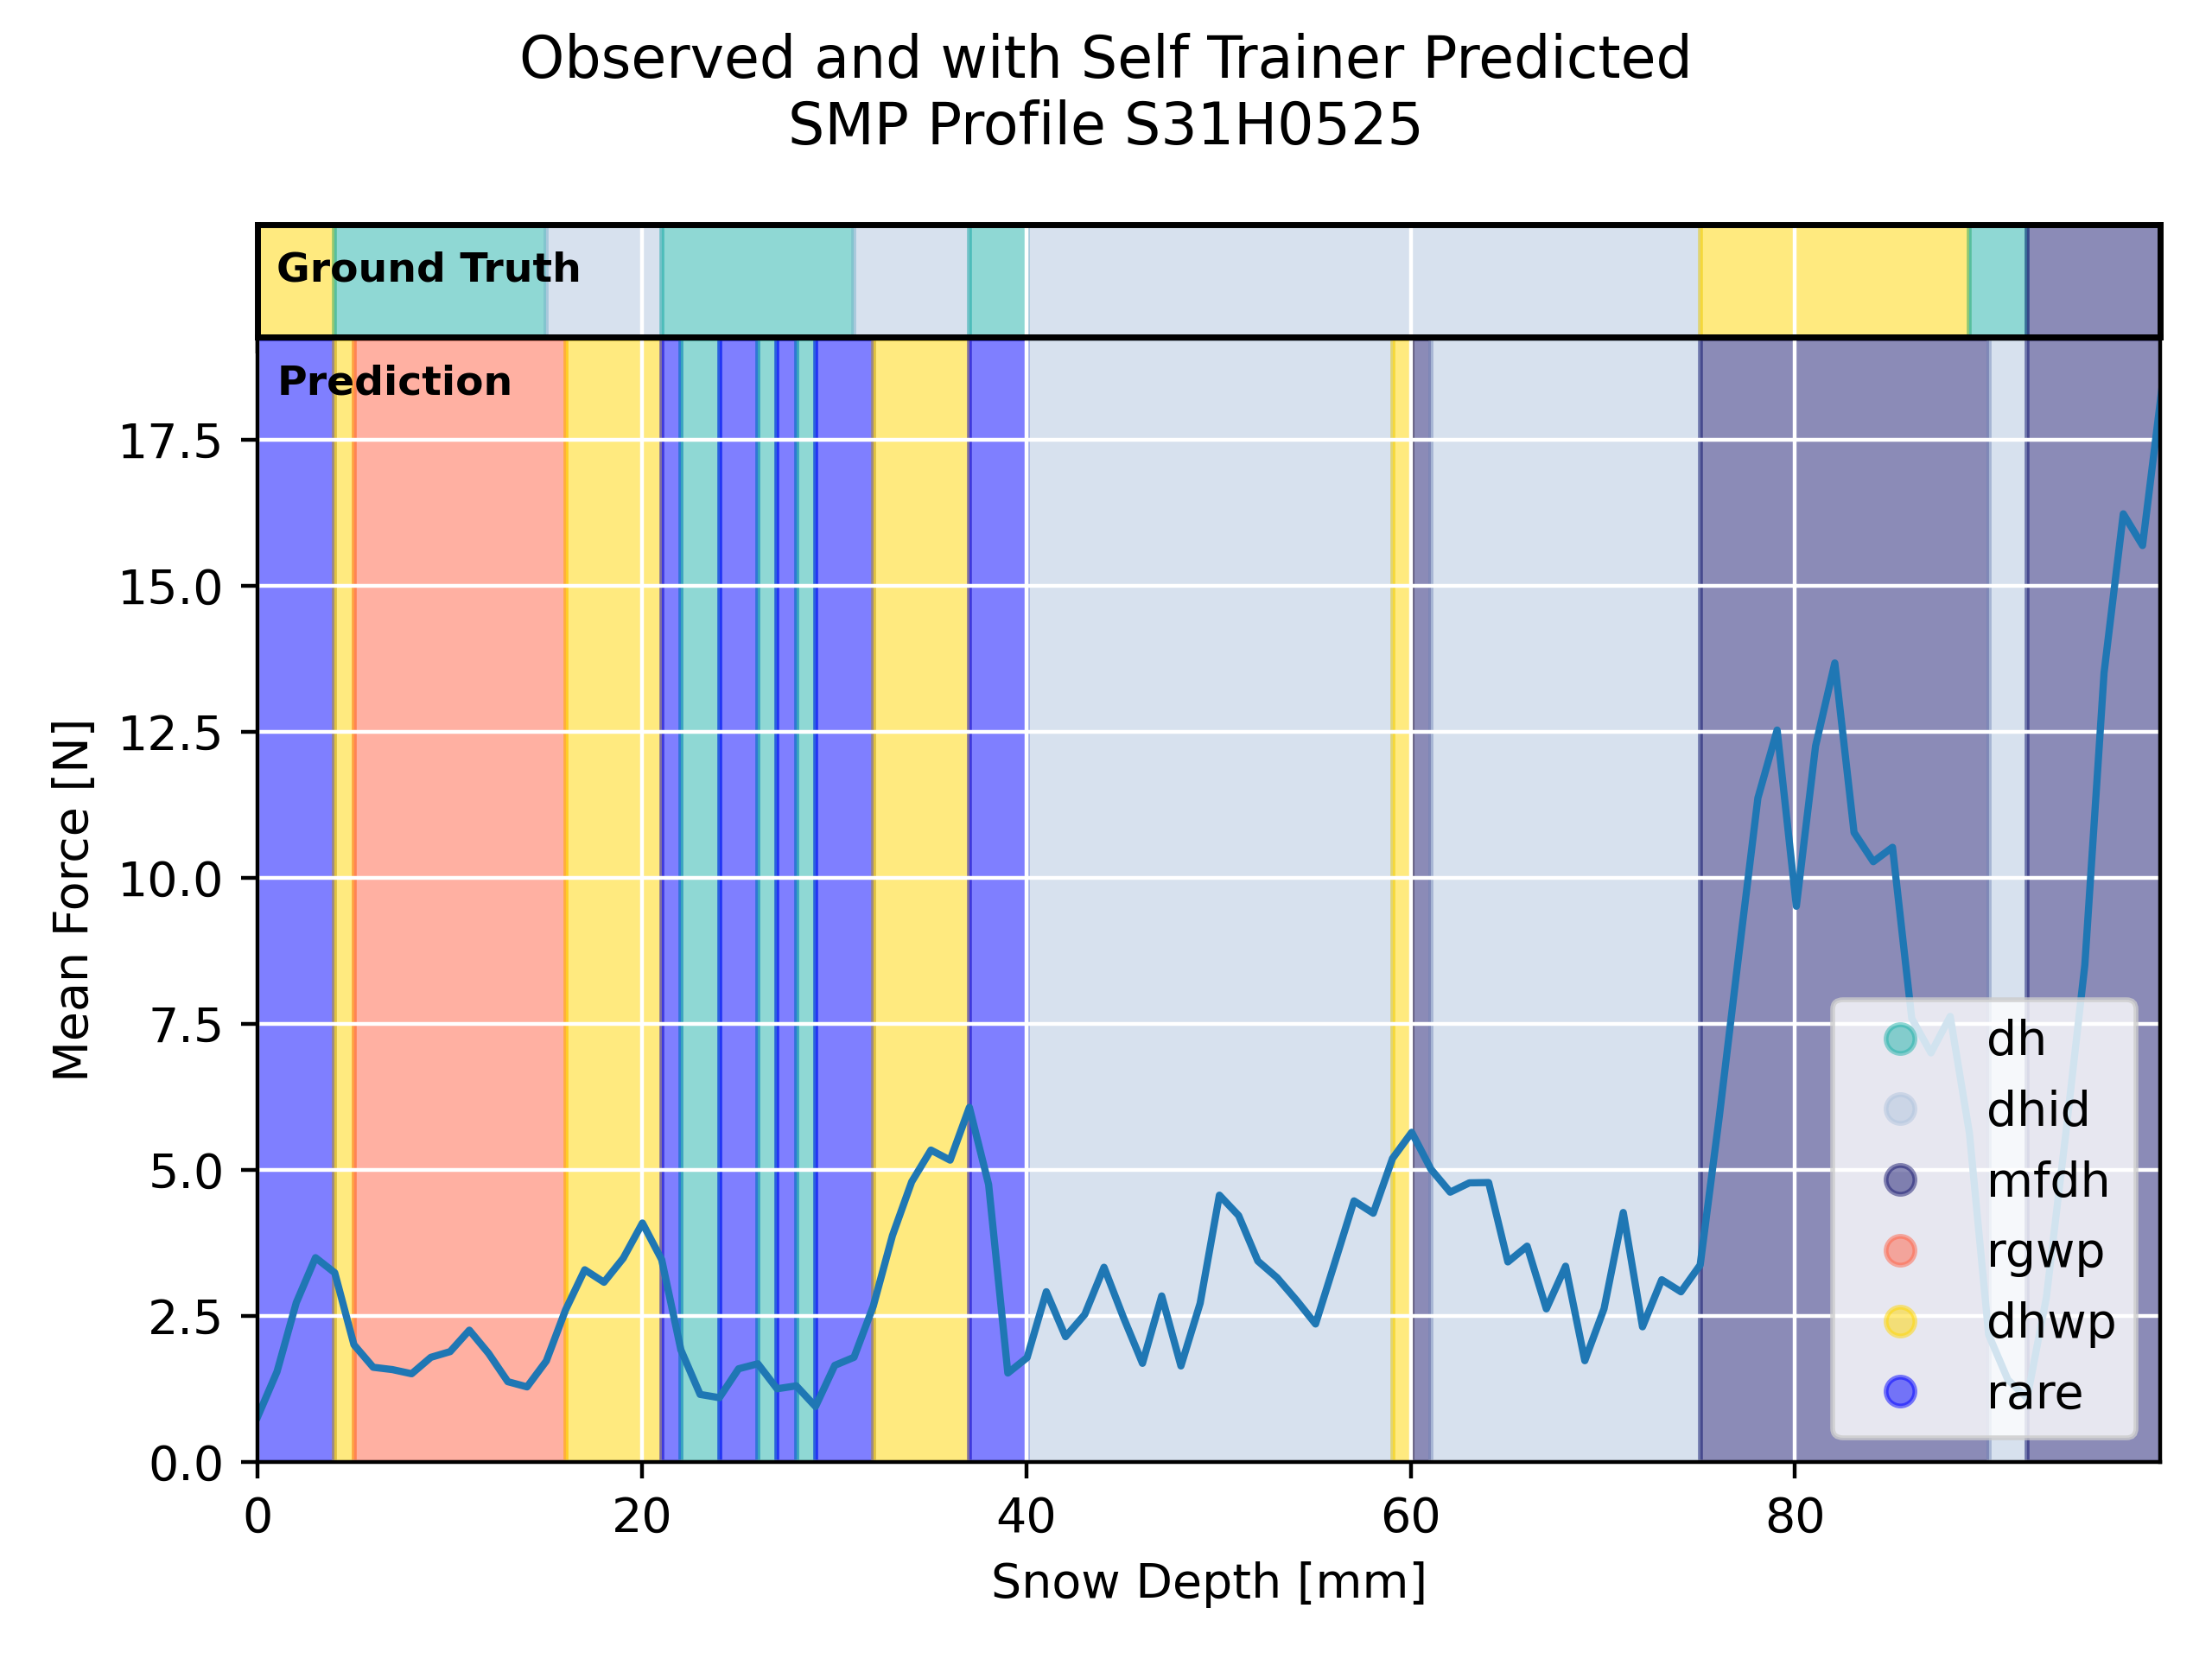 Observed and with Self Trainer Predicted
SMP Profile S31H0525
Ground Truth
Prediction
17.5
15.0
12.5
10.0
7.5
5.0
2.5
0.0
Mean Force [N]
dh
dhid
mfdh
rgwp
dhwp
rare
0 20 40 60 80
Snow Depth [mm]